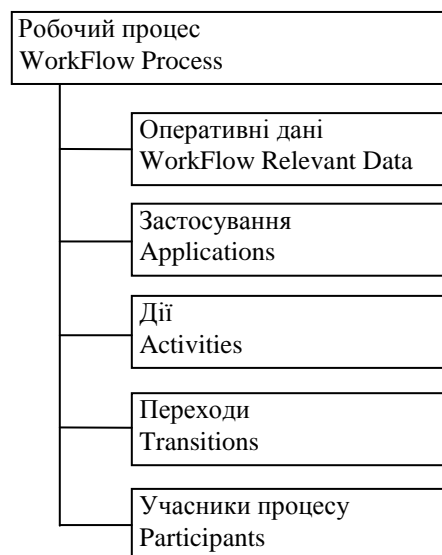 Робочий процес
WorkFlow Process
Оперативні дані
WorkFlow Relevant Data
Застосування
Applications
Дії
Activities
Переходи
Transitions
Учасники процесу
Participants